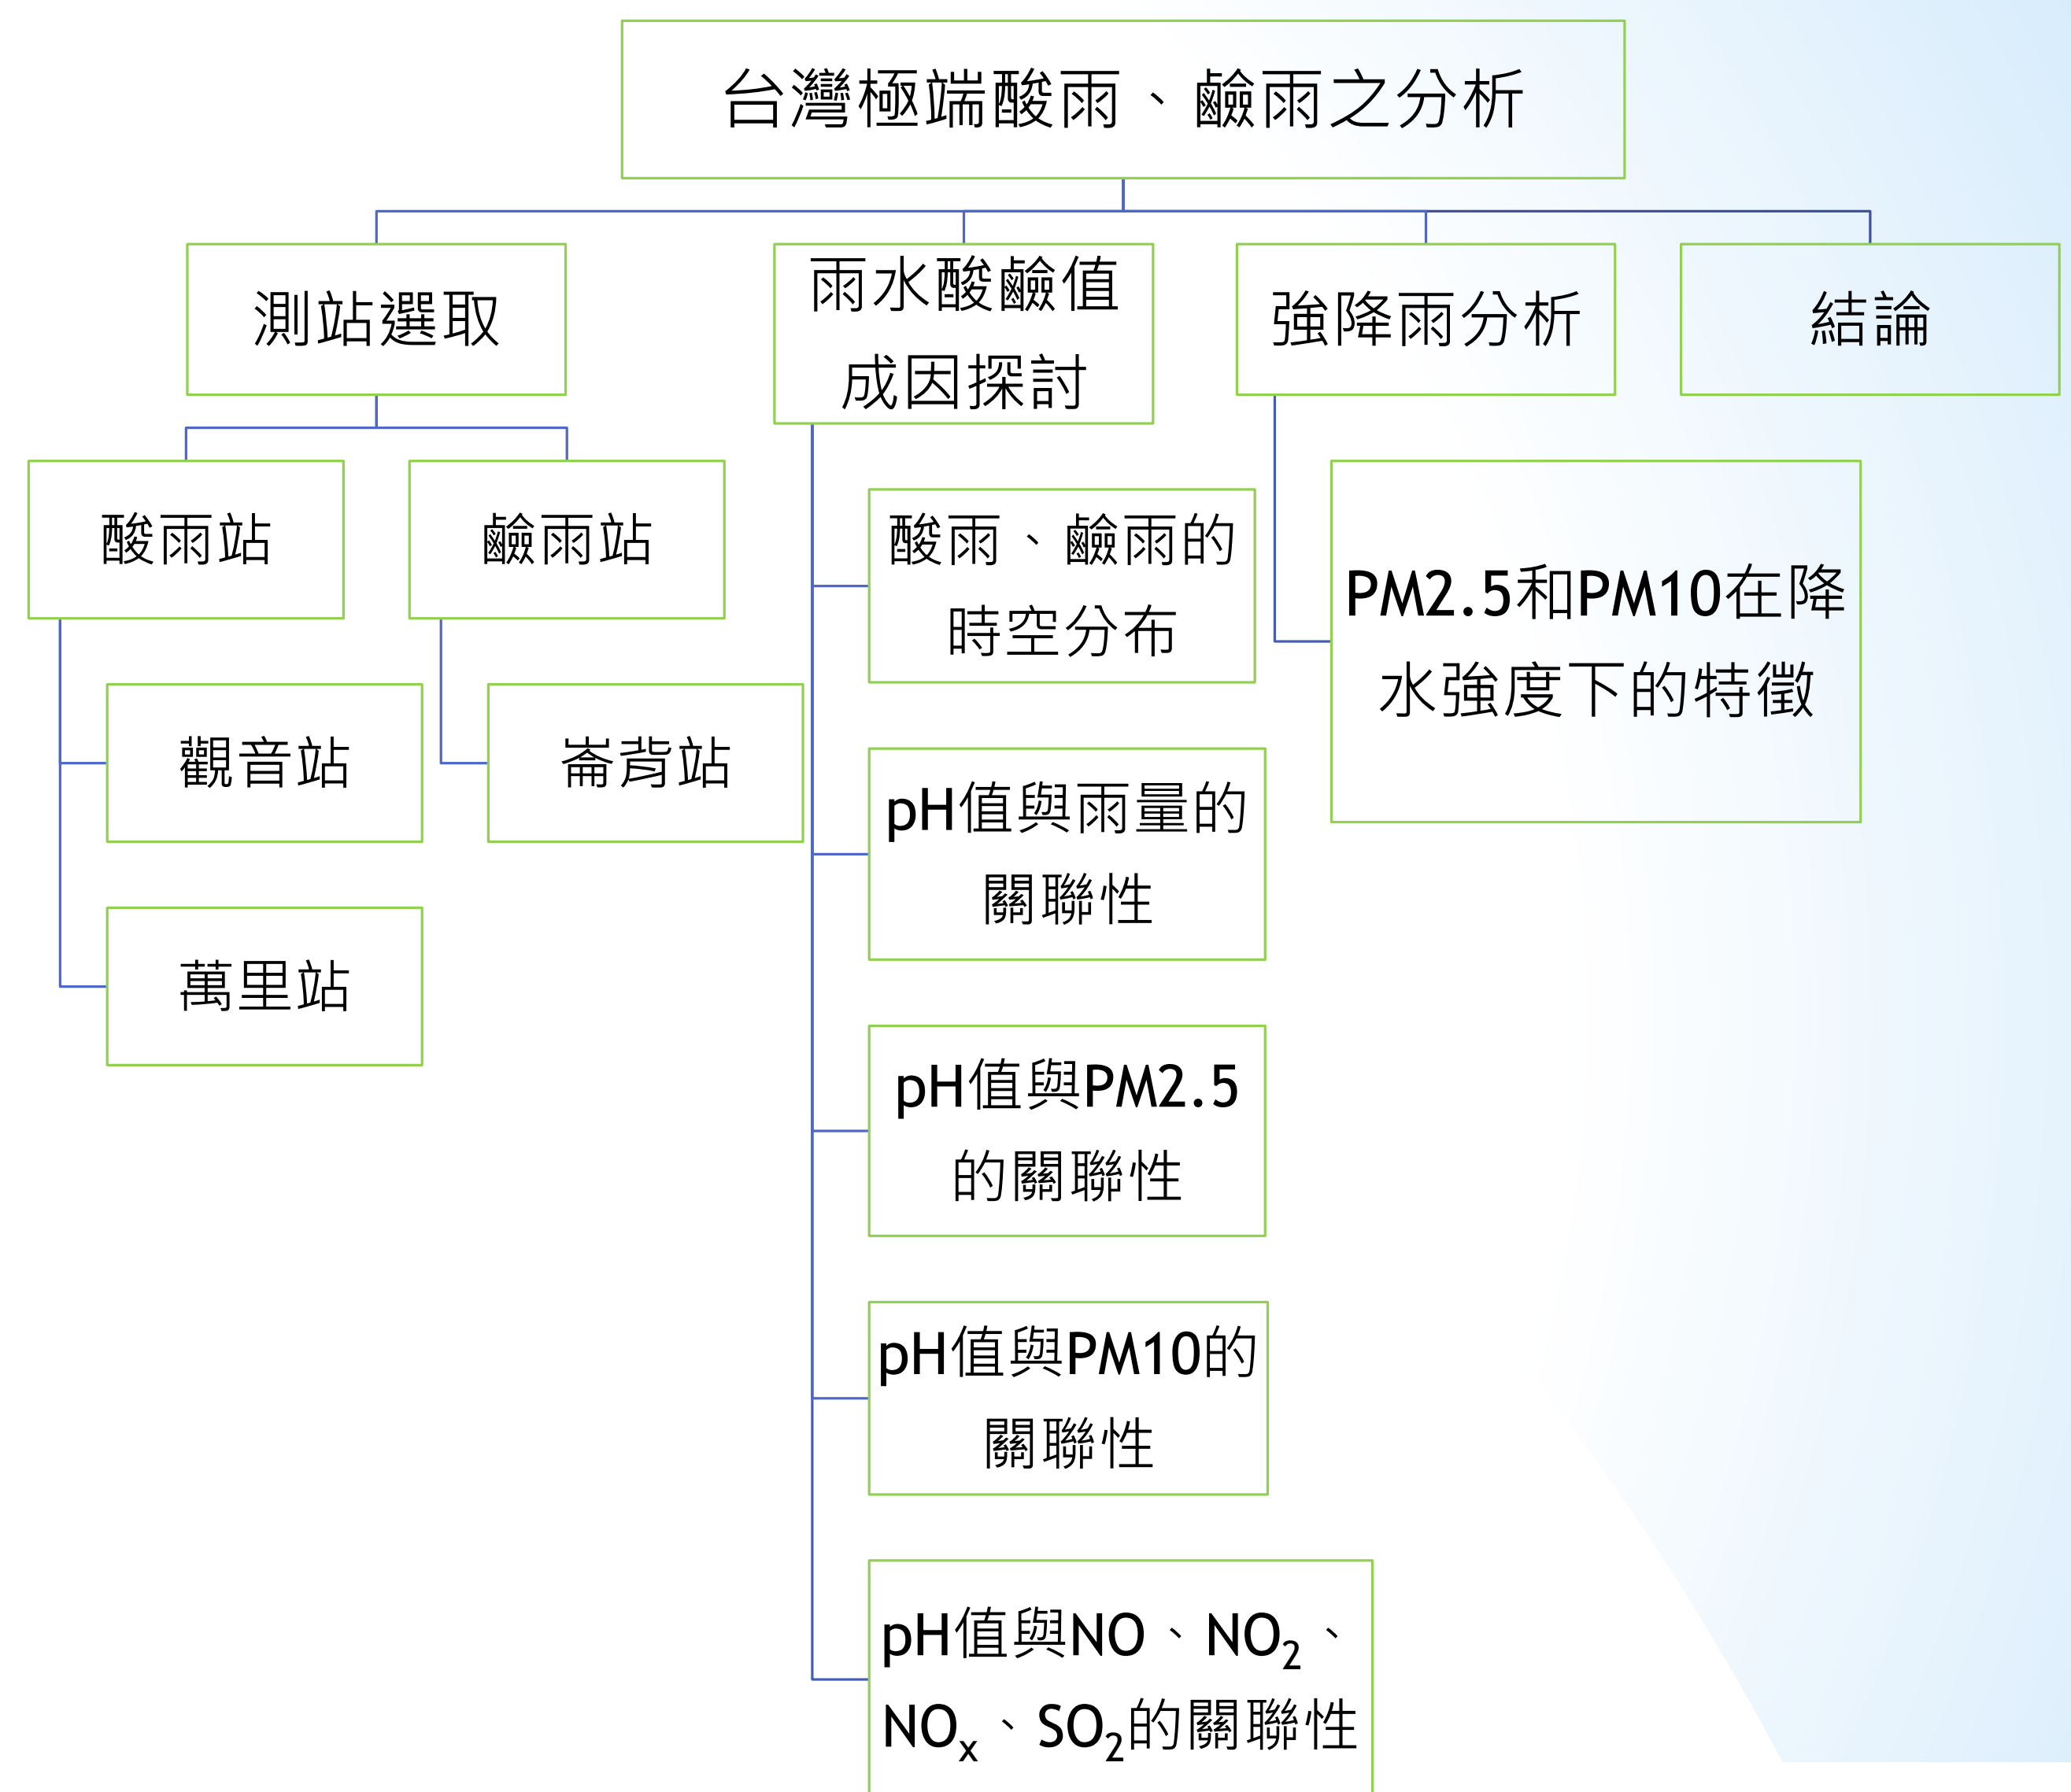 台灣極端酸雨、鹼雨之分析
測站選取
酸雨站
觀音站
萬里站
鹼雨站
崙背站
雨水酸鹼值
成因探討
酸雨、鹼雨的
時空分布
pH值與雨量的
關聯性
pH值與PM2.5
的關聯性
pH值與PM10的
關聯性
pH值與NO、NO₂、
NOₓ、SO₂的關聯性
強降雨分析
PM2.5和PM10在降
水強度下的特徵
結論